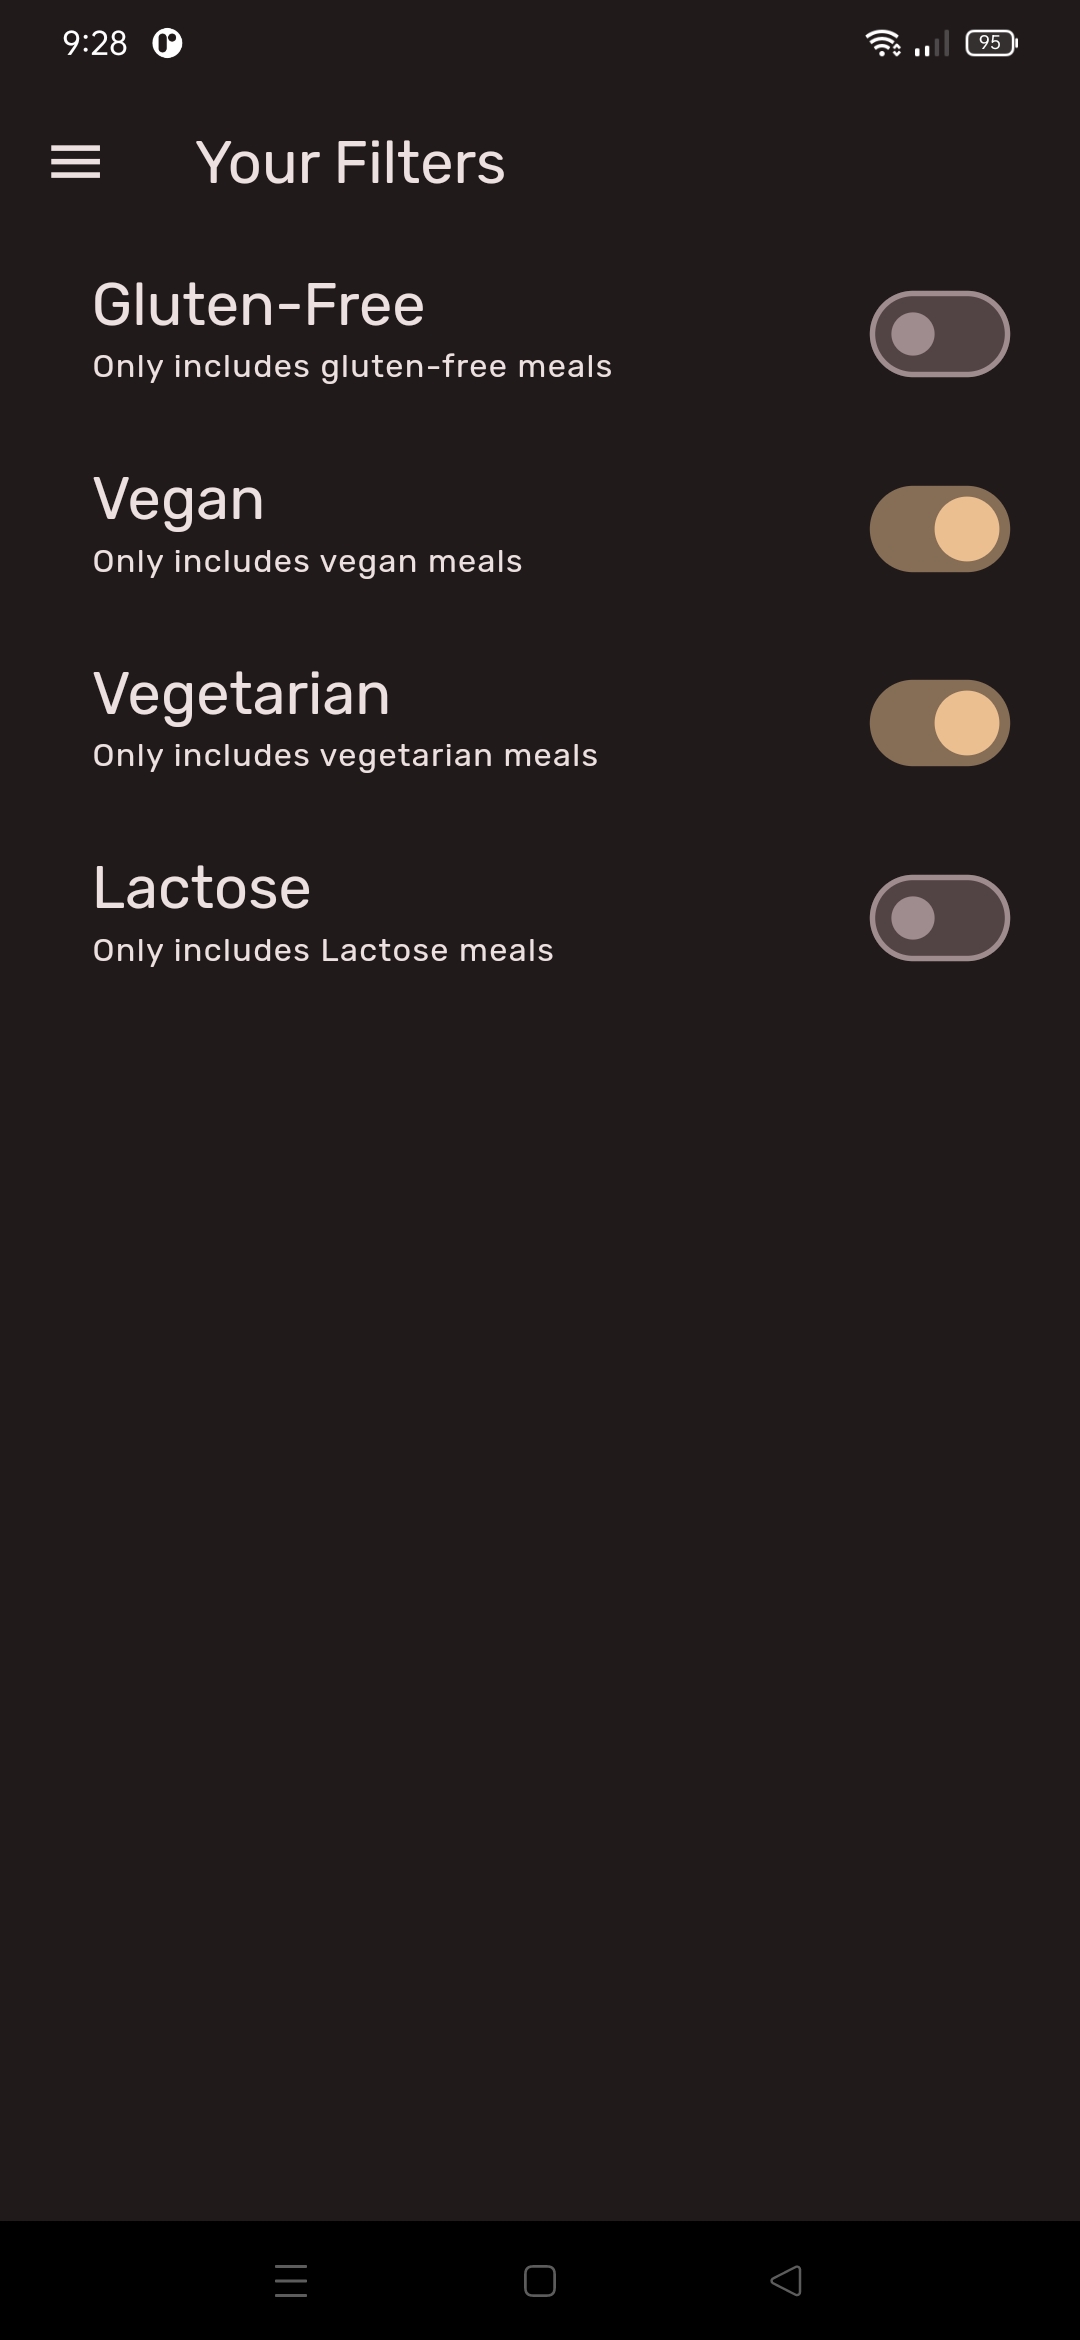 9:28
95
Your Filters
Gluten-Free
Only includes gluten-free meals
Vegan
Only includes vegan meals
Vegetarian
Only includes vegetarian meals
Lactose
Only includes Lactose meals